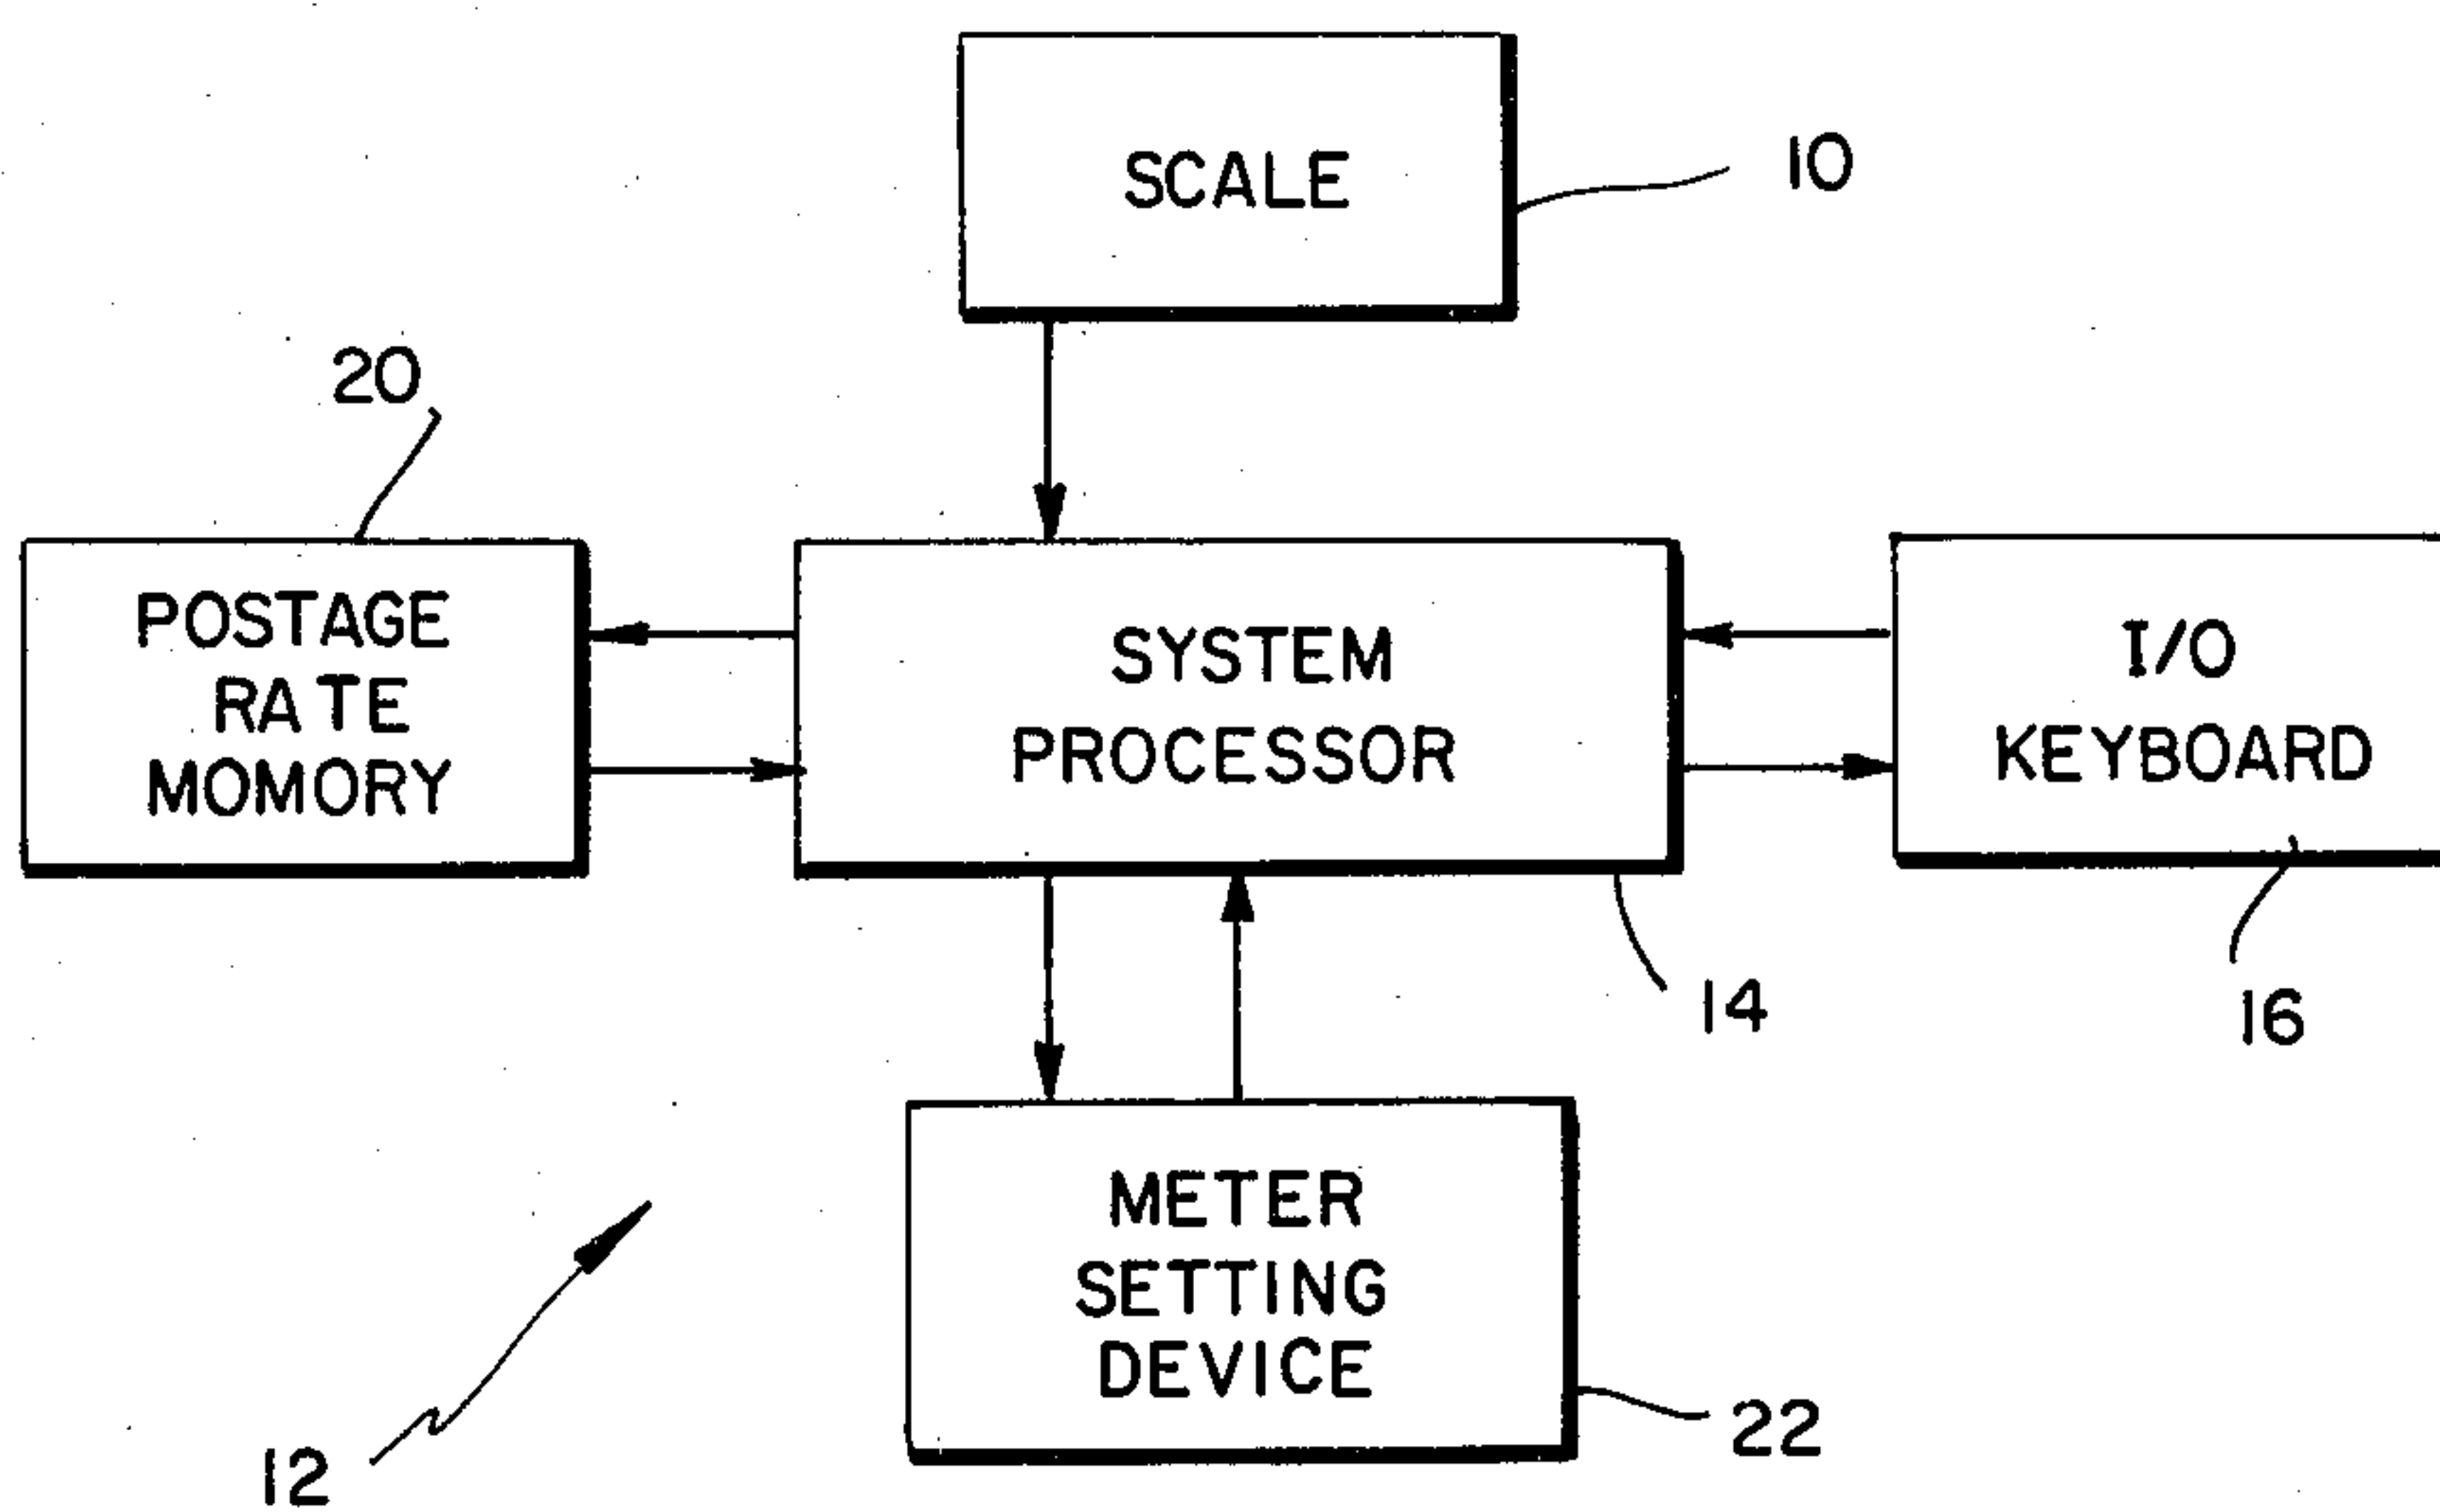 SCALE
10
20
POSTAGE
RATE
MOMORY
SYSTEM
PROCESSOR
I/O
KEYBOARD
14
16
METER
SETTING
DEVICE
22
12